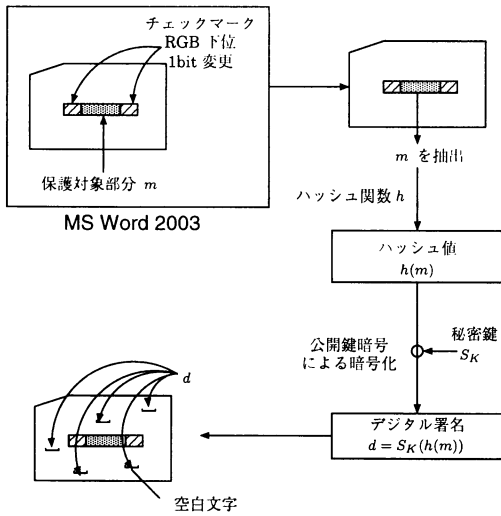 チェックマーク
RGB 下位
1bit 変更
保護対象部分 m
MS Word 2003
m を抽出
ハッシュ関数 h
ハッシュ値
h(m)
公開鍵暗号
による暗号化
秘密鍵
S_K
デジタル署名
d = S_K(h(m))
d
空白文字